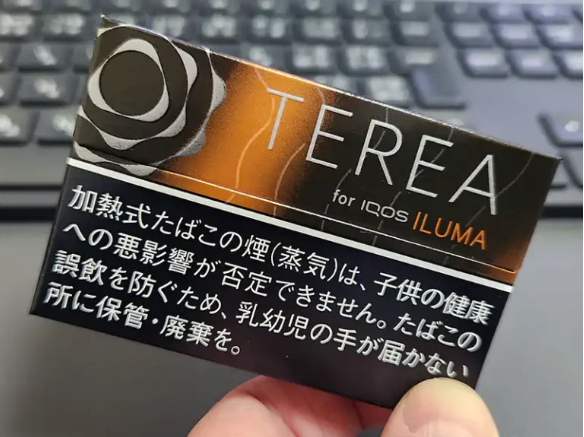 TEREA
for IQOS ILUMA
加熱式たばこの煙(蒸気)は、子供の健康
への悪影響が否定できません。たばこの
誤飲を防ぐため、乳幼児の手が届かない
所に保管・廃棄を。